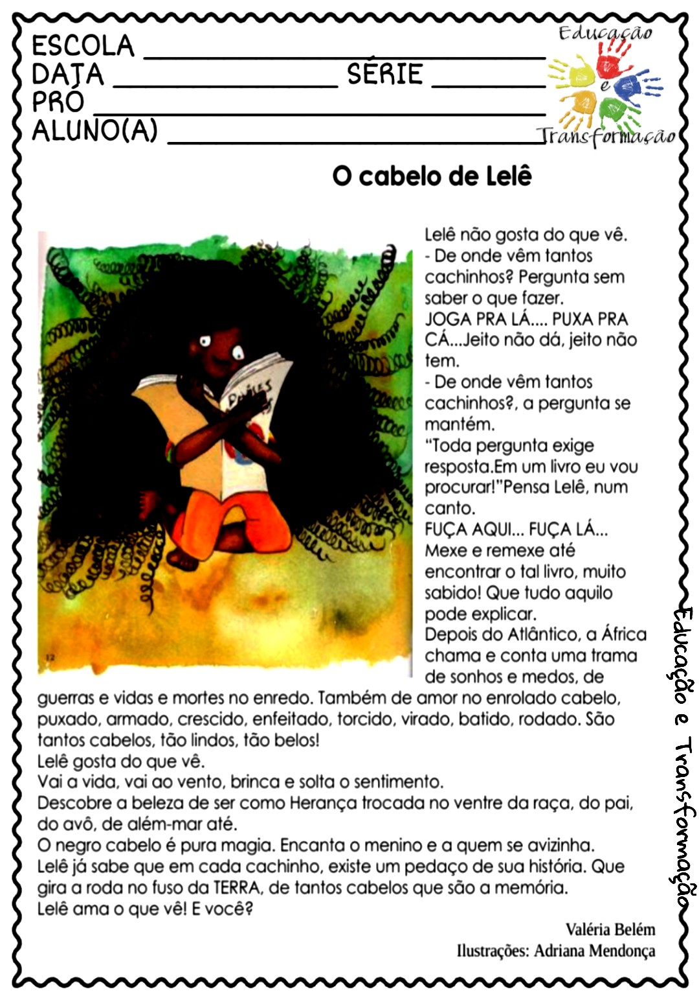 ESCOLA
DATA SÉRIE
PRÓ
ALUNO(A)
Educação
e
Transformação
O cabelo de Lelê
Lelê não gosta do que vê.
- De onde vêm tantos
cachinhos? Pergunta sem
saber o que fazer.
JOGA PRA LÁ.... PUXA PRA
CÁ...Jeito não dá, jeito não
tem.
- De onde vêm tantos
cachinhos?, a pergunta se
mantém.
“Toda pergunta exige
resposta.Em um livro eu vou
procurar!”Pensa Lelê, num
canto.
FUÇA AQUI... FUÇA LÁ...
Mexe e remexe até
encontrar o tal livro, muito
sabido! Que tudo aquilo
pode explicar.
Depois do Atlântico, a África
chama e conta uma trama
de sonhos e medos, de
guerras e vidas e mortes no enredo. Também de amor no enrolado cabelo,
puxado, armado, crescido, enfeitado, torcido, virado, batido, rodado. São
tantos cabelos, tão lindos, tão belos!
Lelê gosta do que vê.
Vai a vida, vai ao vento, brinca e solta o sentimento.
Descobre a beleza de ser como Herança trocada no ventre da raça, do pai,
do avô, de além-mar até.
O negro cabelo é pura magia. Encanta o menino e a quem se avizinha.
Lelê já sabe que em cada cachinho, existe um pedaço de sua história. Que
gira a roda no fuso da TERRA, de tantos cabelos que são a memória.
Lelê ama o que vê! E você?
Valéria Belém
Ilustrações: Adriana Mendonça
12
Educação e Transformação